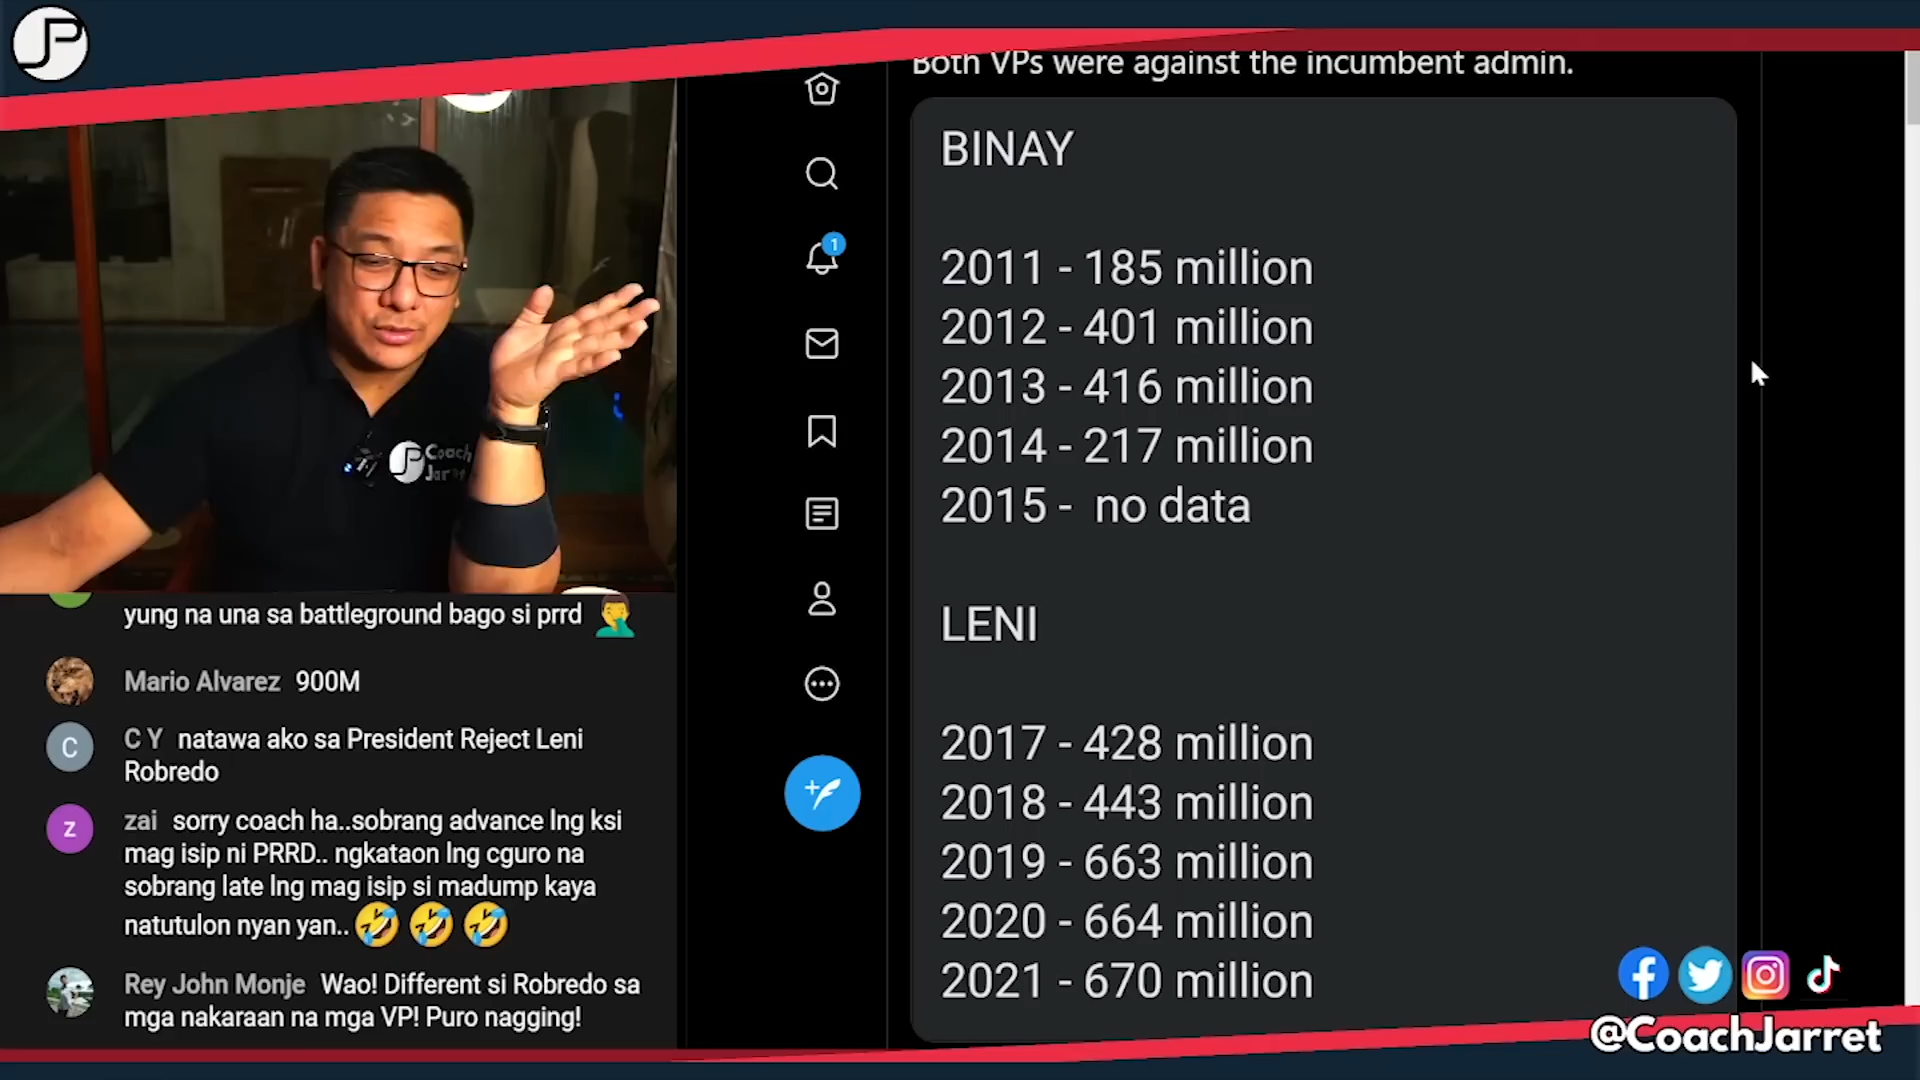 JP
Both VPs were against the incumbent admin.
BINAY
2011 - 185 million
2012 - 401 million
2013 - 416 million
2014 - 217 million
2015 - no data
LENI
2017 - 428 million
2018 - 443 million
2019 - 663 million
2020 - 664 million
2021 - 670 million
1
JP Coach
Jarret
yung na una sa battleground bago si prrd 🤦‍♂️
Mario Alvarez 900M
C
C Y natawa ako sa President Reject Leni
Robredo
z
zai sorry coach ha..sobrang advance lng ksi
mag isip ni PRRD.. ngkataon lng cguro na
sobrang late lng mag isip si madump kaya
natutulon nyan yan..🤣🤣🤣
Rey John Monje Wao! Different si Robredo sa
mga nakaraan na mga VP! Puro nagging!
@CoachJarret